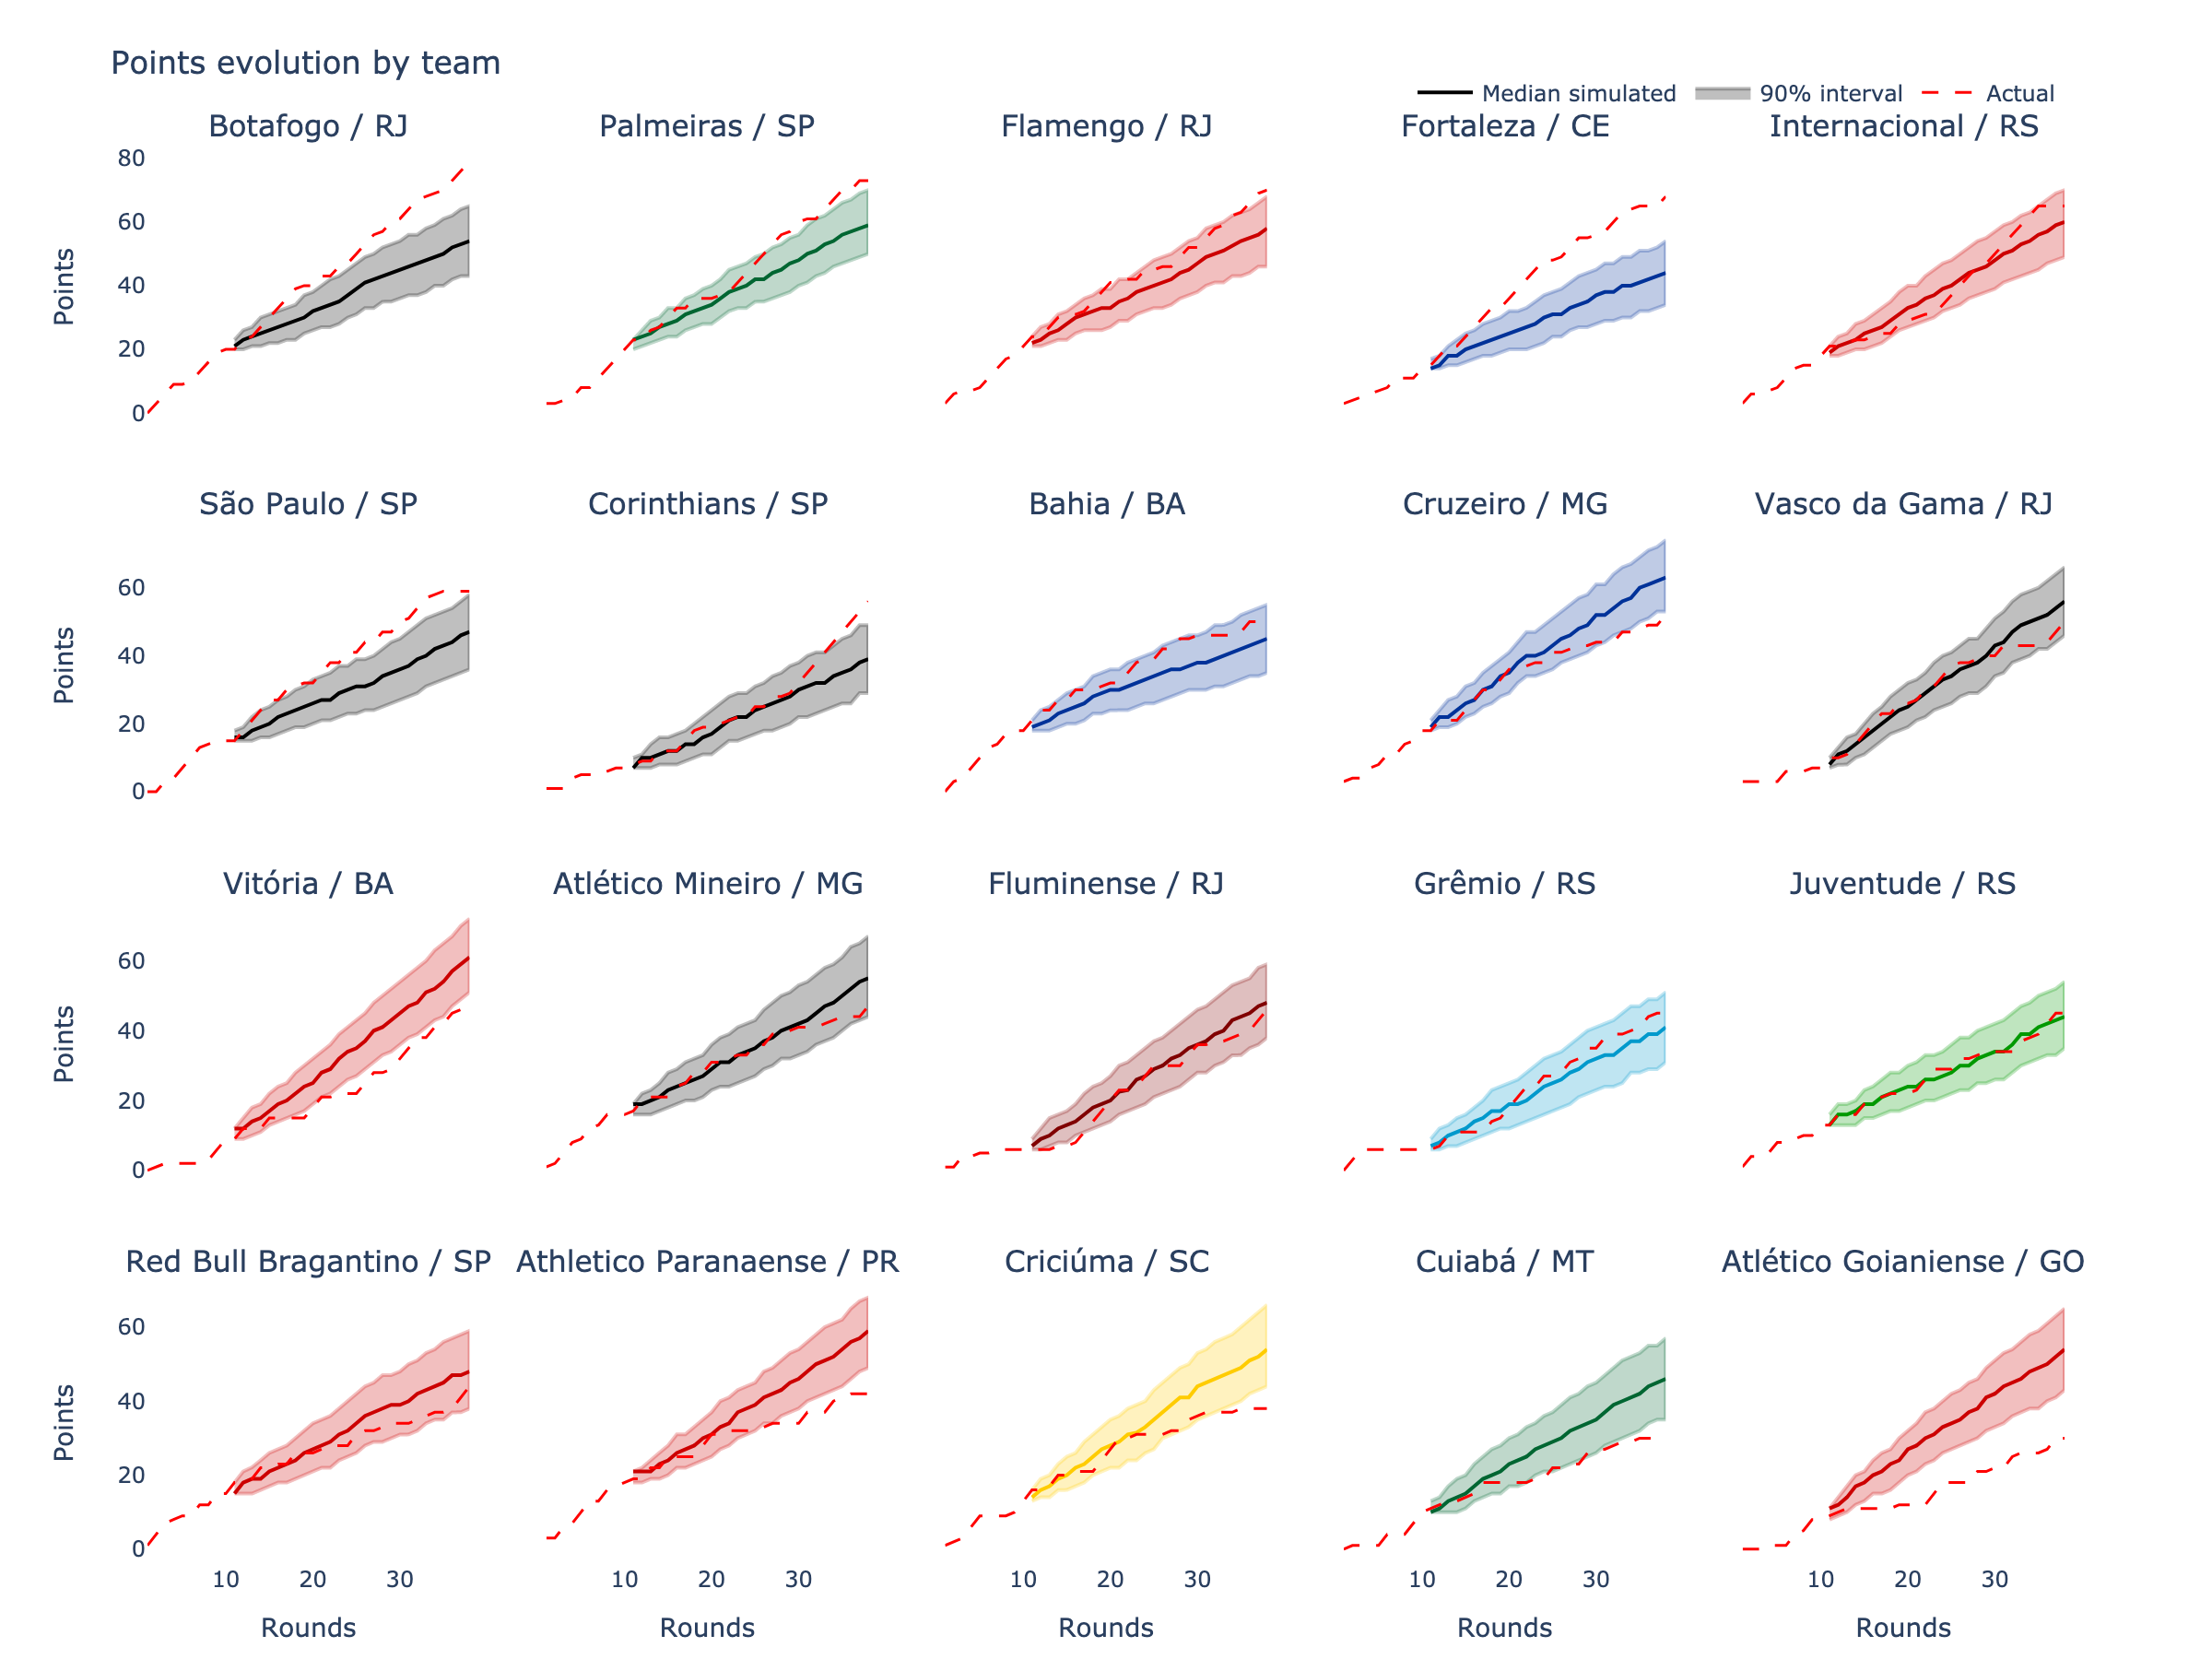 Points evolution by team
Median simulated 90% interval Actual
Botafogo / RJ Palmeiras / SP Flamengo / RJ Fortaleza / CE Internacional / RS
80
60
40
20
0
Points
São Paulo / SP Corinthians / SP Bahia / BA Cruzeiro / MG Vasco da Gama / RJ
60
40
20
0
Points
Vitória / BA Atlético Mineiro / MG Fluminense / RJ Grêmio / RS Juventude / RS
60
40
20
0
Points
Red Bull Bragantino / SP Athletico Paranaense / PR Criciúma / SC Cuiabá / MT Atlético Goianiense / GO
60
40
20
0
Points
10 20 30 10 20 30 10 20 30 10 20 30 10 20 30
Rounds Rounds Rounds Rounds Rounds